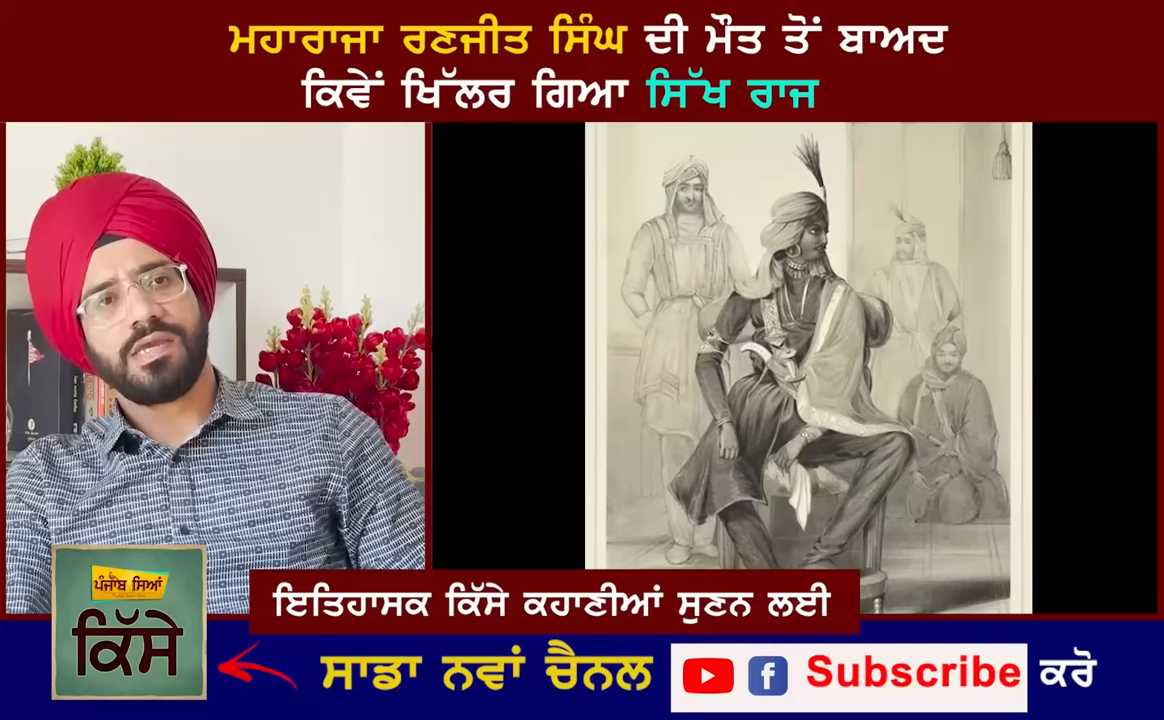 ਮਹਾਰਾਜਾ ਰਣਜੀਤ ਸਿੰਘ ਦੀ ਮੌਤ ਤੋਂ ਬਾਅਦ
ਕਿਵੇਂ ਖਿੱਲਰ ਗਿਆ ਸਿੱਖ ਰਾਜ
ਪੰਜਾਬ ਸਿਆਂ
ਕਿੱਸੇ
ਇਤਿਹਾਸਕ ਕਿੱਸੇ ਕਹਾਣੀਆਂ ਸੁਣਨ ਲਈ
ਸਾਡਾ ਨਵਾਂ ਚੈਨਲ Subscribe ਕਰੋ